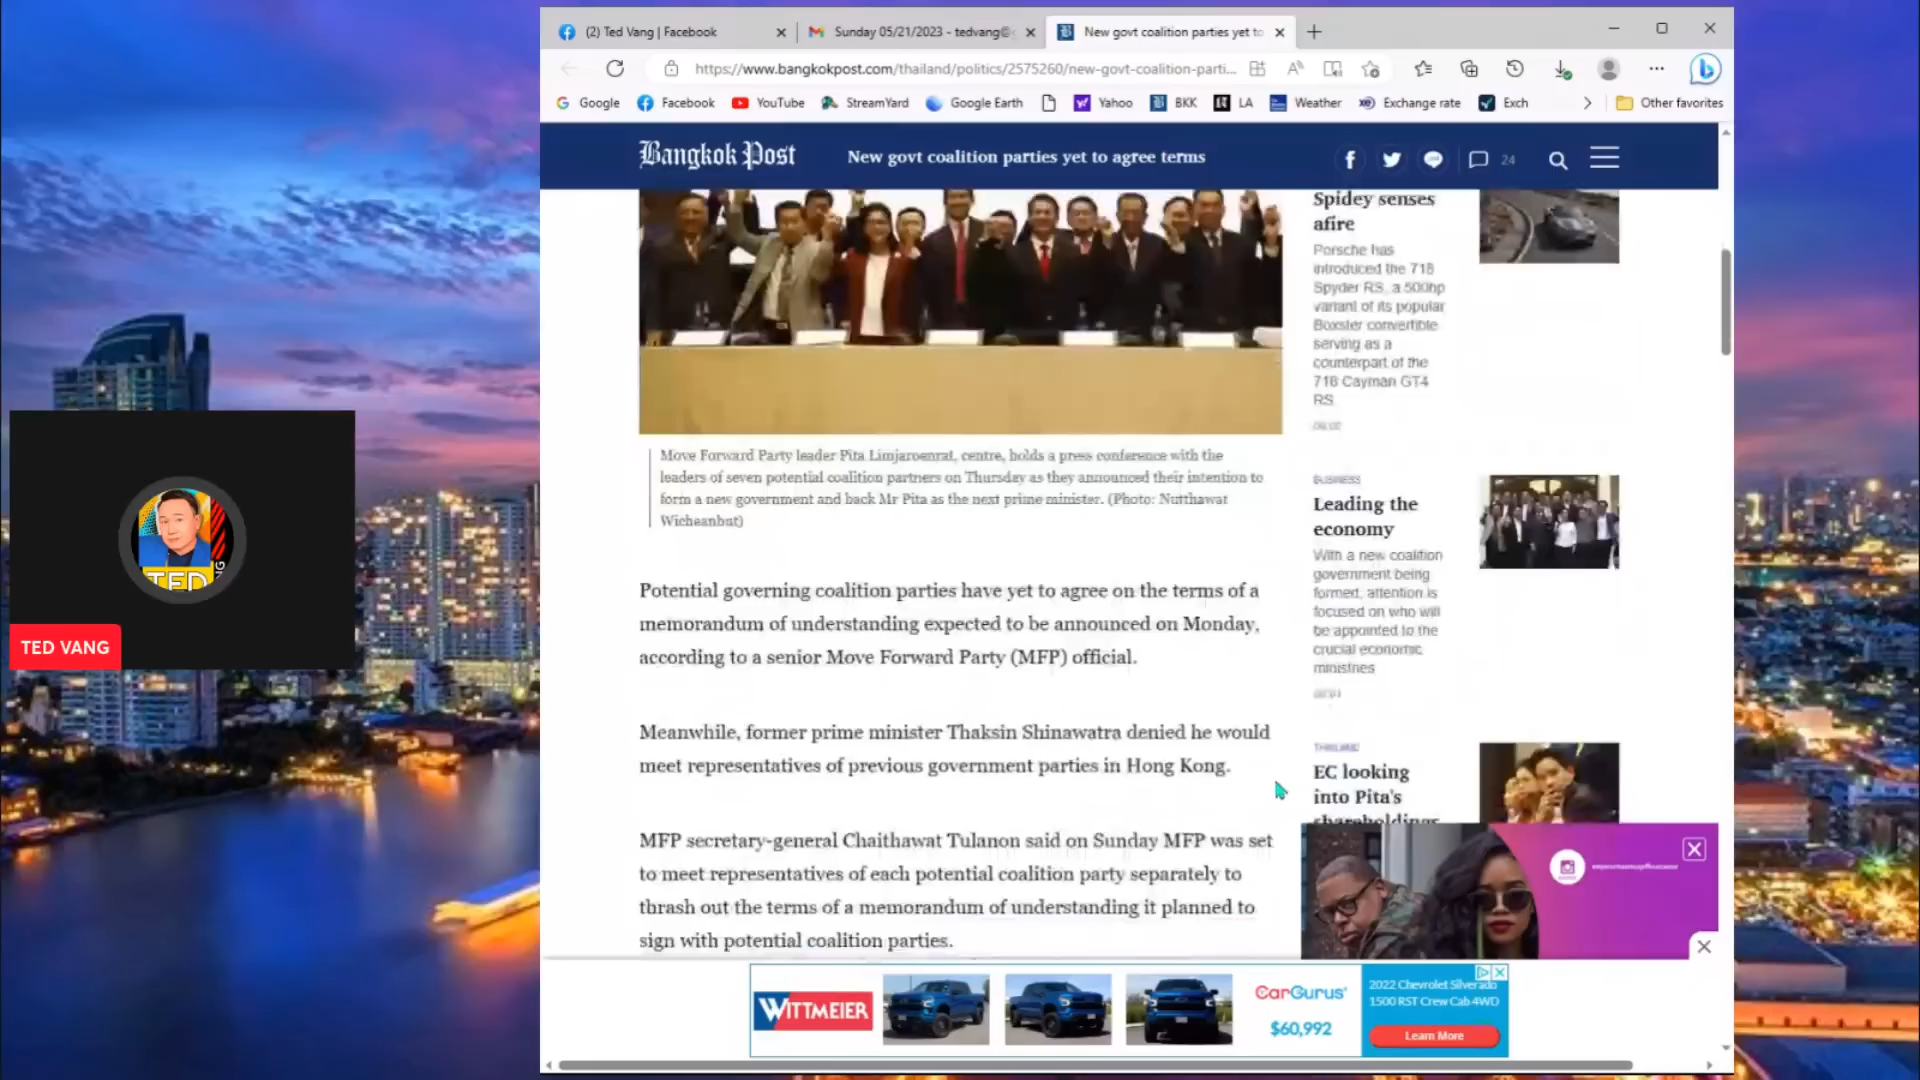 (2) Ted Vang | Facebook
Sunday 05/21/2023 - tedvang@
New govt coalition parties yet to
https://www.bangkokpost.com/thailand/politics/2575260/new-govt-coalition-parti...
Google
Facebook
YouTube
StreamYard
Google Earth
Yahoo
BKK
LA
Weather
Exchange rate
Exch
Other favorites
Bangkok Post
New govt coalition parties yet to agree terms
24
Move Forward Party leader Pita Limjaroenrat, centre, holds a press conference with the
leaders of seven potential coalition partners on Thursday as they announced their intention to
form a new government and back Mr Pita as the next prime minister. (Photo: Nutthawat
Wicheanbut)
Potential governing coalition parties have yet to agree on the terms of a
memorandum of understanding expected to be announced on Monday,
according to a senior Move Forward Party (MFP) official.
Meanwhile, former prime minister Thaksin Shinawatra denied he would
meet representatives of previous government parties in Hong Kong.
MFP secretary-general Chaithawat Tulanon said on Sunday MFP was set
to meet representatives of each potential coalition party separately to
thrash out the terms of a memorandum of understanding it planned to
sign with potential coalition parties.
Spidey senses
afire
Porsche has
introduced the 718
Spyder RS, a 500hp
variant of its popular
Boxster convertible
serving as a
counterpart of the
718 Cayman GT4
RS
BUSINESS
Leading the
economy
With a new coalition
government being
formed, attention is
focused on who will
be appointed to the
crucial economic
ministries
THAILAND
EC looking
into Pita's
shareholdings
TED
TED VANG
WITTMEIER
CarGurus
$60,992
2022 Chevrolet Silverado
1500 RST Crew Cab 4WD
Learn More